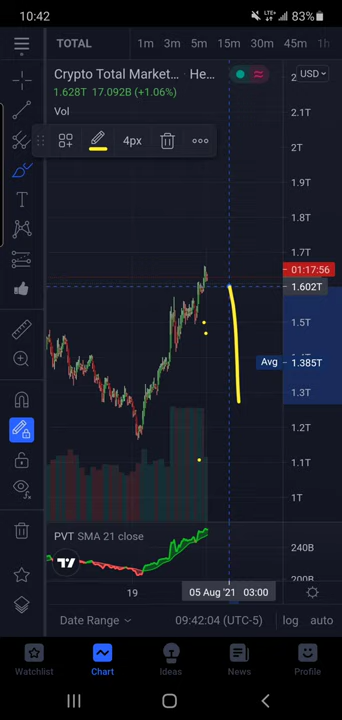 10:42 LTE+ 83%
TOTAL 1m 3m 5m 15m 30m 45m 1h
Crypto Total Market... He... USD
1.628T 17.092B (+1.06%)
Vol
4px
2.1T
2T
1.9T
1.8T
1.7T
01:17:56
1.602T
1.5T
Avg 1.385T
1.3T
1.2T
1.1T
1T
PVT SMA 21 close
240B
200B
19 05 Aug '21 03:00
Date Range 09:42:04 (UTC-5) log auto
Watchlist Chart Ideas News Profile